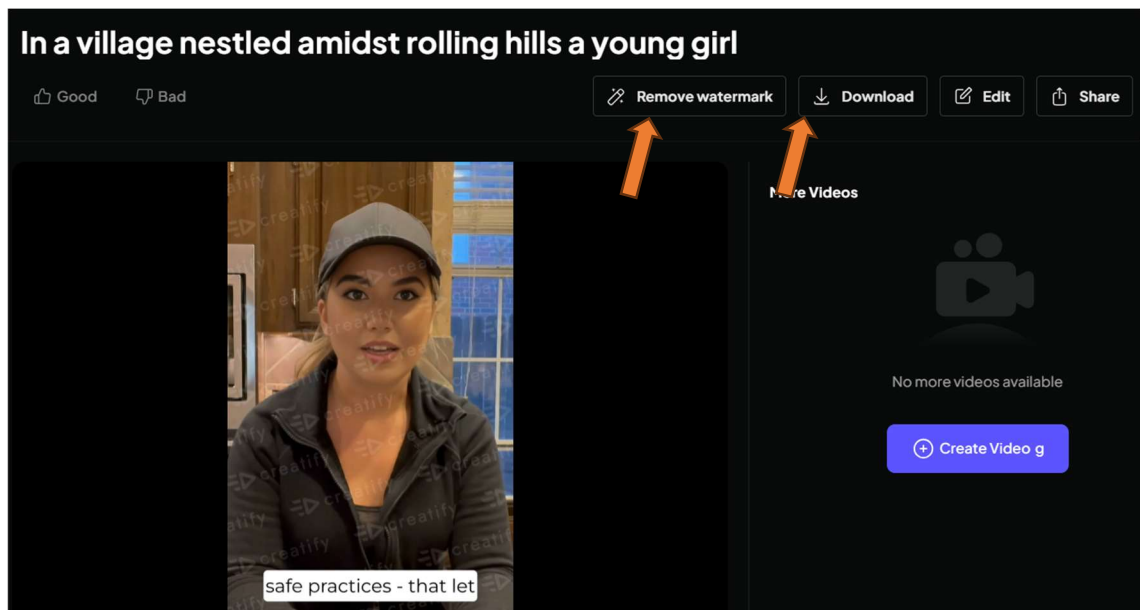 In a village nestled amidst rolling hills a young girl
Good Bad Remove watermark Download Edit Share
More Videos
creatify
No more videos available
Create Video g
safe practices - that let